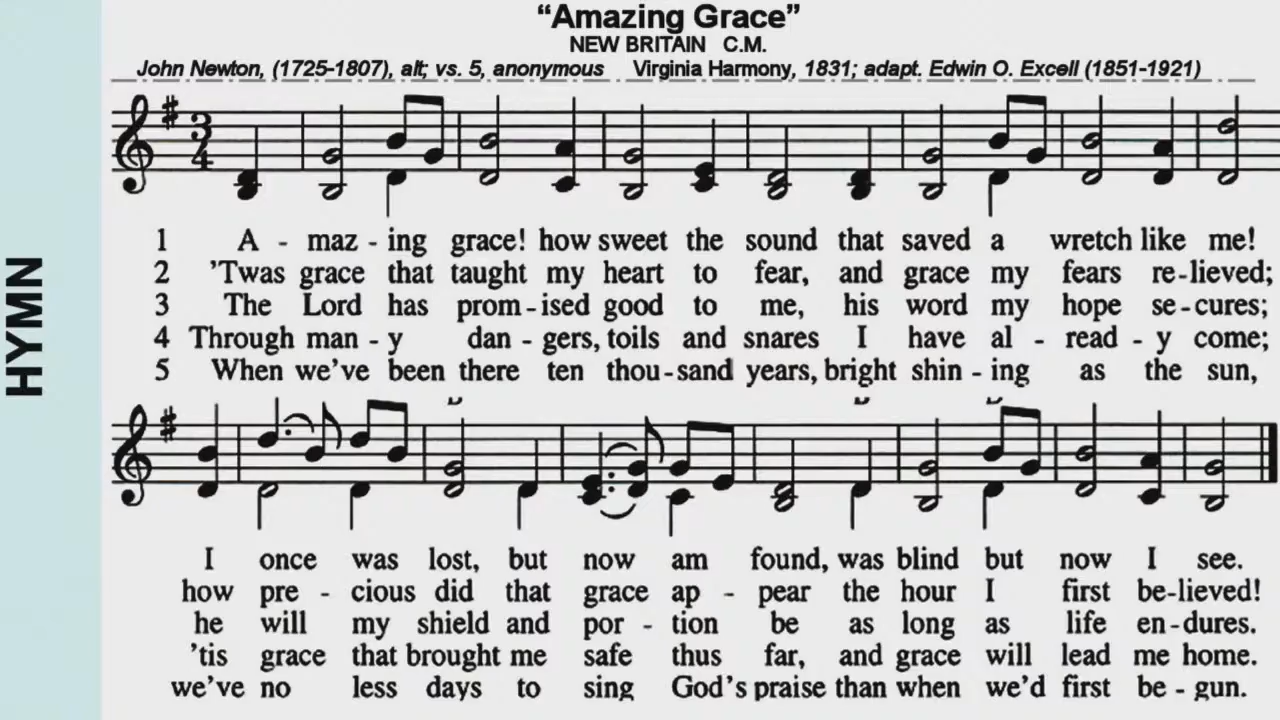 HYMN
“Amazing Grace”
NEW BRITAIN C.M.
John Newton, (1725-1807), alt; vs. 5, anonymous Virginia Harmony, 1831; adapt. Edwin O. Excell (1851-1921)
3
4
1 A - maz - ing grace! how sweet the sound that saved a wretch like me!
2 ’Twas grace that taught my heart to fear, and grace my fears re - lieved;
3 The Lord has prom - ised good to me, his word my hope se - cures;
4 Through man - y dan - gers, toils and snares I have al - read - y come;
5 When we’ve been there ten thou - sand years, bright shin - ing as the sun,
I once was lost, but now am found, was blind but now I see.
how pre - cious did that grace ap - pear the hour I first be - lieved!
he will my shield and por - tion be as long as life en - dures.
’tis grace that brought me safe thus far, and grace will lead me home.
we’ve no less days to sing God’s praise than when we’d first be - gun.